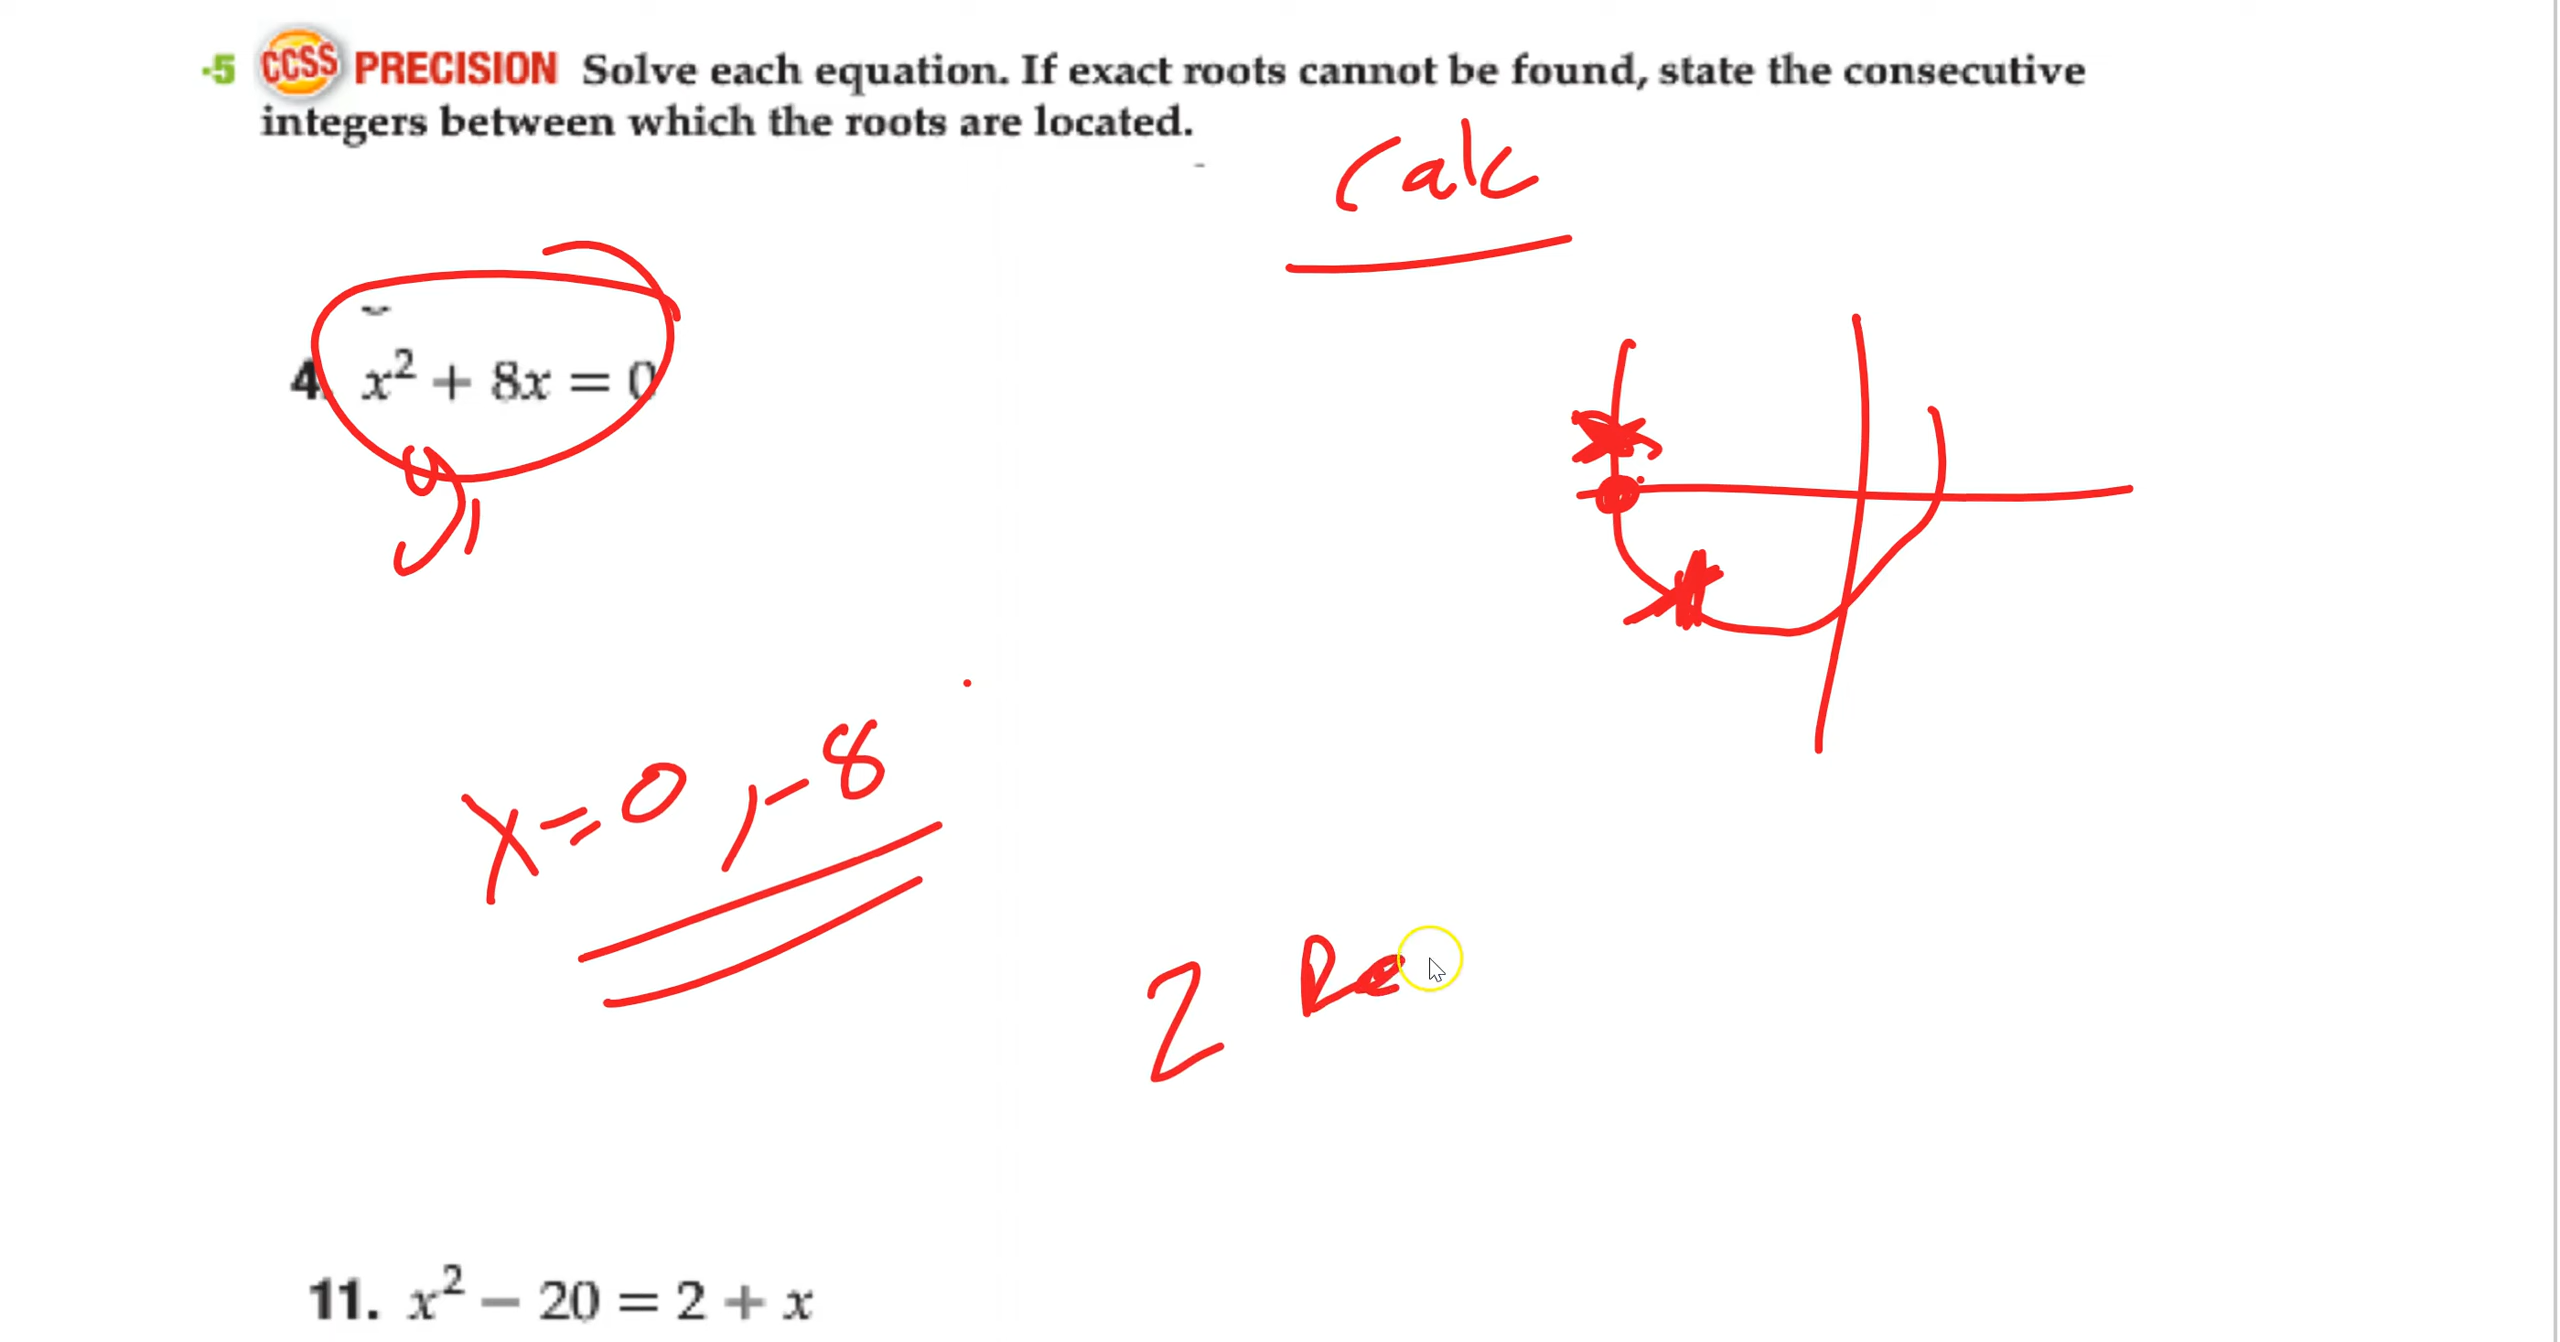 -5 CCSS PRECISION Solve each equation. If exact roots cannot be found, state the consecutive
integers between which the roots are located.
Calc
4. x² + 8x = 0
y1
x=0,-8
2 Re
11. x² − 20 = 2 + x